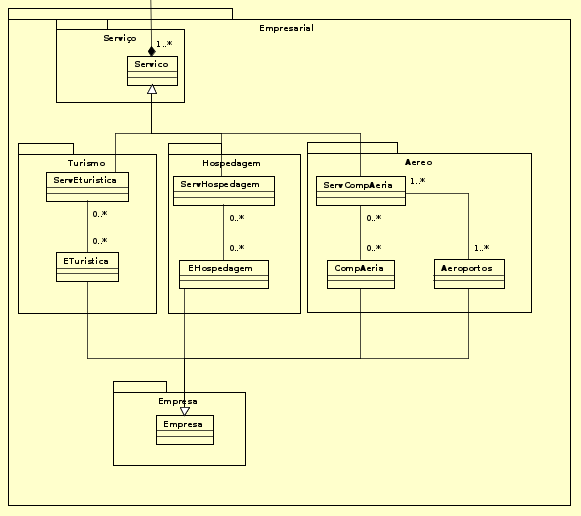 Empresarial
Serviço
1..*
Servico
Turismo
Hospedagem
Aereo
ServEturistica
ServHospedagem
ServCompAeria
1..*
0..*
0..*
0..*
0..*
0..*
0..*
1..*
ETuristica
EHospedagem
CompAeria
Aeroportos
Empresa
Empresa